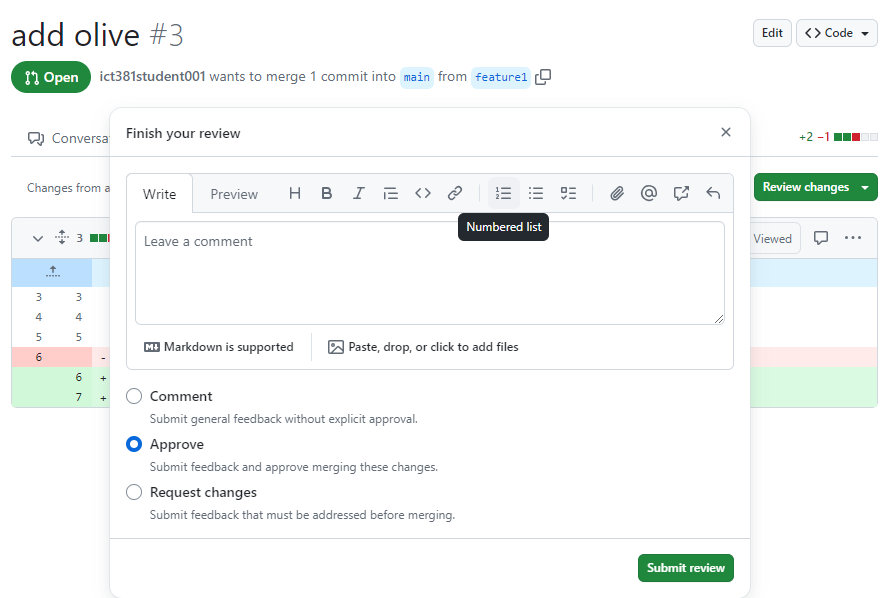 add olive #3
Edit
<> Code
Open
ict381student001 wants to merge 1 commit into main from feature1
Finish your review
Conversa
+2 −1
Changes from a
Write
Preview
H B I
Review changes
Numbered list
3
Viewed
Leave a comment
3 3
4 4
5 5
6 -
6 +
7 +
Markdown is supported
Paste, drop, or click to add files
Comment
Submit general feedback without explicit approval.
Approve
Submit feedback and approve merging these changes.
Request changes
Submit feedback that must be addressed before merging.
Submit review